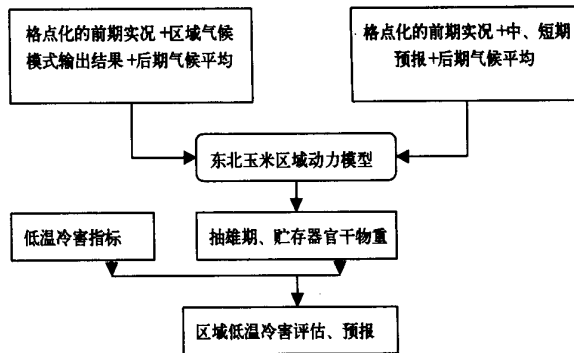 格点化的前期实况+区域气候
模式输出结果+后期气候平均
格点化的前期实况+中、短期
预报+后期气候平均
东北玉米区域动力模型
低温冷害指标
抽雄期、贮存器官干物重
区域低温冷害评估、预报